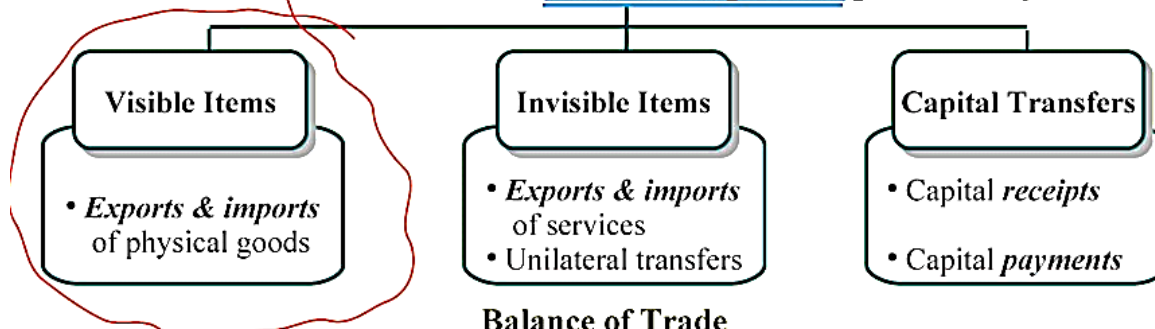 Visible Items
• Exports & imports
of physical goods
Invisible Items
• Exports & imports
of services
• Unilateral transfers
Capital Transfers
• Capital receipts
• Capital payments
Balance of Trade